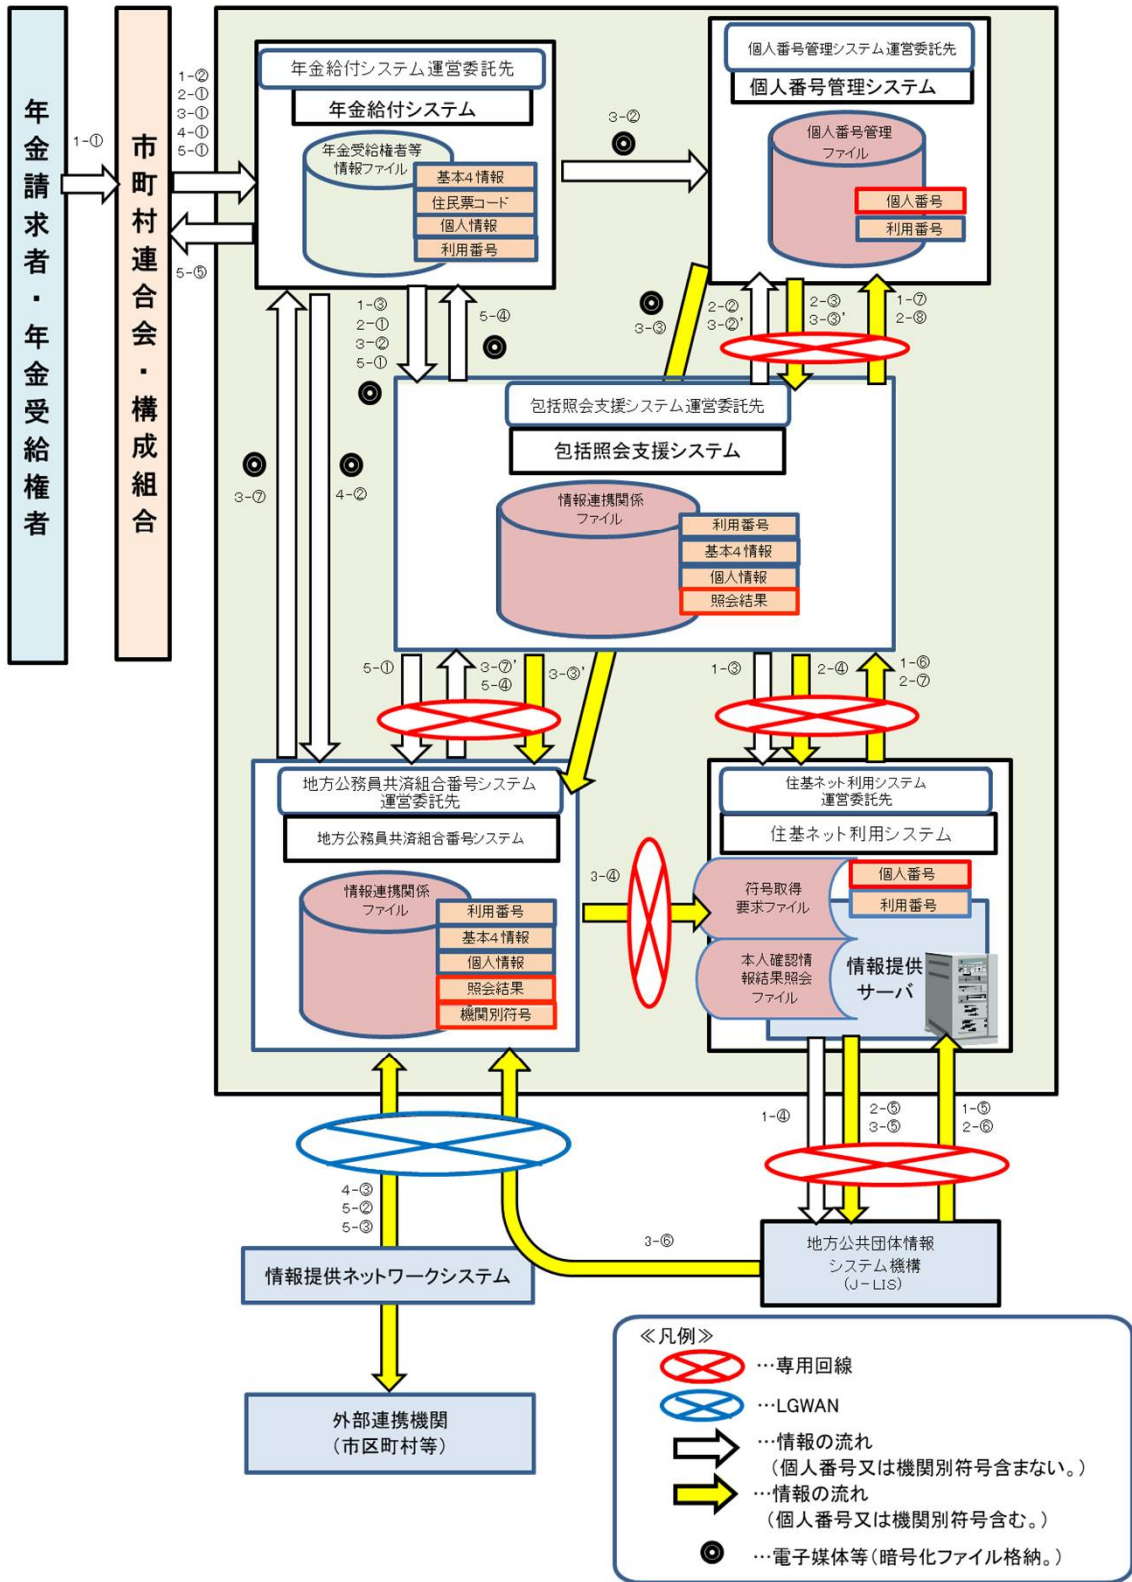 年金請求者・年金受給権者
1-①
市町村連合会・構成組合
1-②
2-①
3-①
4-①
5-①
5-⑤
年金給付システム運営委託先
年金給付システム
年金受給権者等
情報ファイル
基本4情報
住民票コード
個人情報
利用番号
3-②
個人番号管理システム運営委託先
個人番号管理システム
個人番号管理
ファイル
個人番号
利用番号
1-③
2-①
3-②
5-①
5-④
3-③
2-②
3-②’
2-③
3-③’
1-⑦
2-⑧
3-⑦
4-②
包括照会支援システム運営委託先
包括照会支援システム
情報連携関係
ファイル
利用番号
基本4情報
個人情報
照会結果
5-①
3-⑦’
5-④
3-③’
1-③
2-④
1-⑥
2-⑦
地方公務員共済組合番号システム
運営委託先
地方公務員共済組合番号システム
情報連携関係
ファイル
利用番号
基本4情報
個人情報
照会結果
機関別符号
3-④
住基ネット利用システム
運営委託先
住基ネット利用システム
符号取得
要求ファイル
個人番号
利用番号
本人確認情
報結果照会
ファイル
情報提供
サーバ
1-④
2-⑤
3-⑤
1-⑤
2-⑥
4-③
5-②
5-③
3-⑥
情報提供ネットワークシステム
地方公共団体情報
システム機構
(J-LIS)
外部連携機関
(市区町村等)
≪凡例≫
…専用回線
…LGWAN
…情報の流れ
(個人番号又は機関別符号含まない。)
…情報の流れ
(個人番号又は機関別符号含む。)
…電子媒体等(暗号化ファイル格納。)